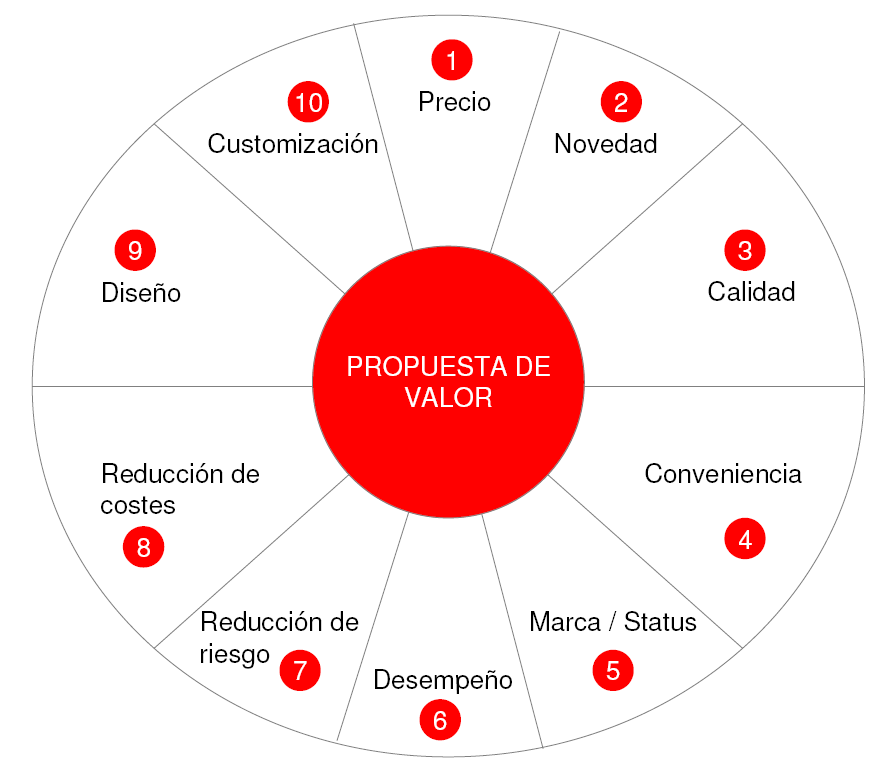 1
Precio
2
Novedad
3
Calidad
Conveniencia
4
Marca / Status
5
Desempeño
6
Reducción de
riesgo
7
Reducción de
costes
8
9
Diseño
10
Customización
PROPUESTA DE
VALOR